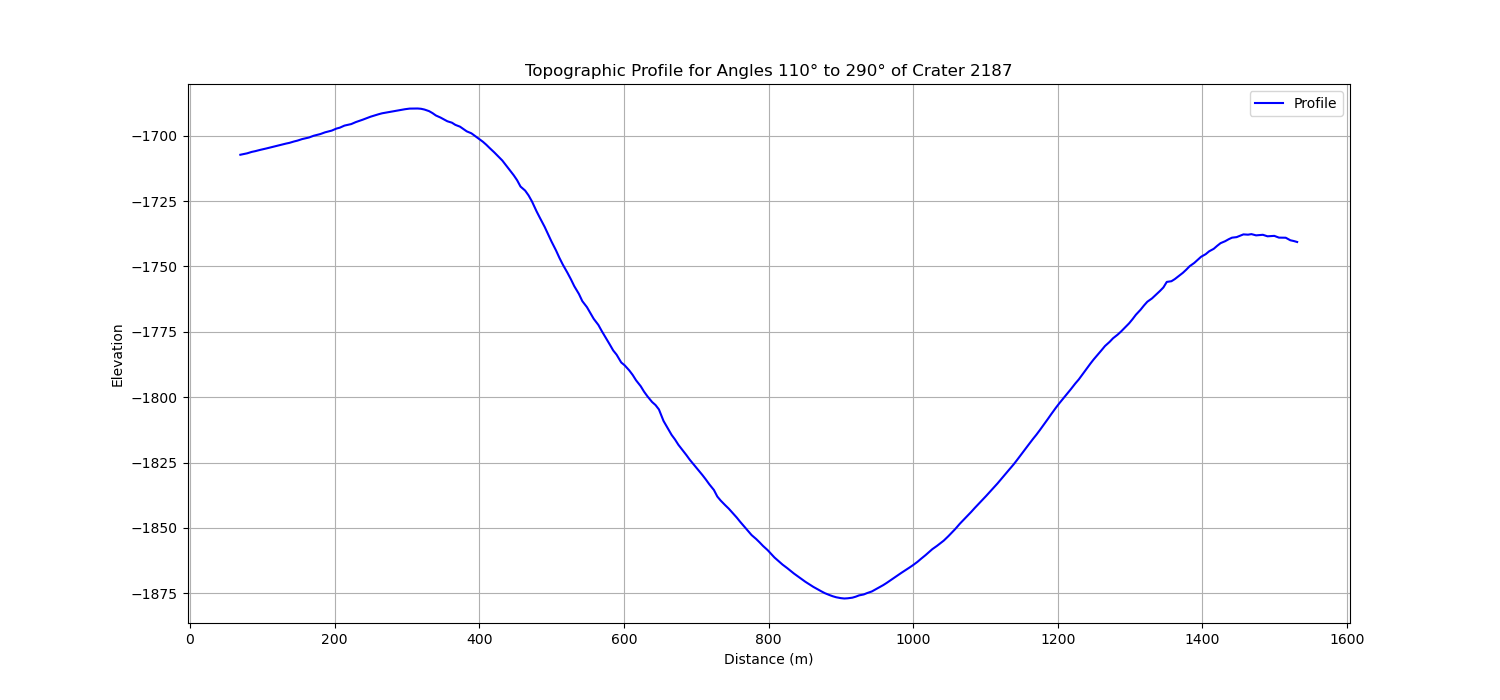 Topographic Profile for Angles 110° to 290° of Crater 2187
Profile
−1700
−1725
−1750
−1775
−1800
−1825
−1850
−1875
Elevation
0 200 400 600 800 1000 1200 1400 1600
Distance (m)